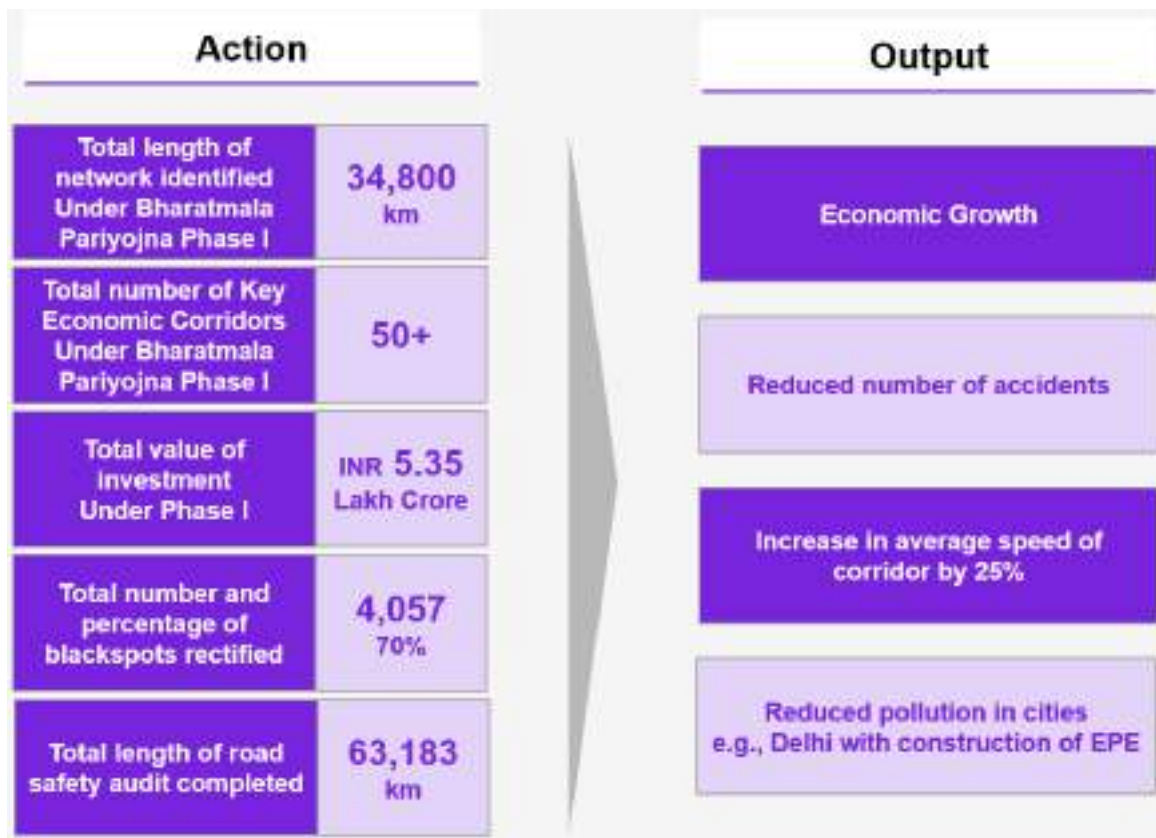 Action
Total length of
network identified
Under Bharatmala
Pariyojna Phase I
34,800
km
Total number of Key
Economic Corridors
Under Bharatmala
Pariyojna Phase I
50+
Total value of
investment
Under Phase I
INR 5.35
Lakh Crore
Total number and
percentage of
blackspots rectified
4,057
70%
Total length of road
safety audit completed
63,183
km
Output
Economic Growth
Reduced number of accidents
Increase in average speed of
corridor by 25%
Reduced pollution in cities
e.g., Delhi with construction of EPE